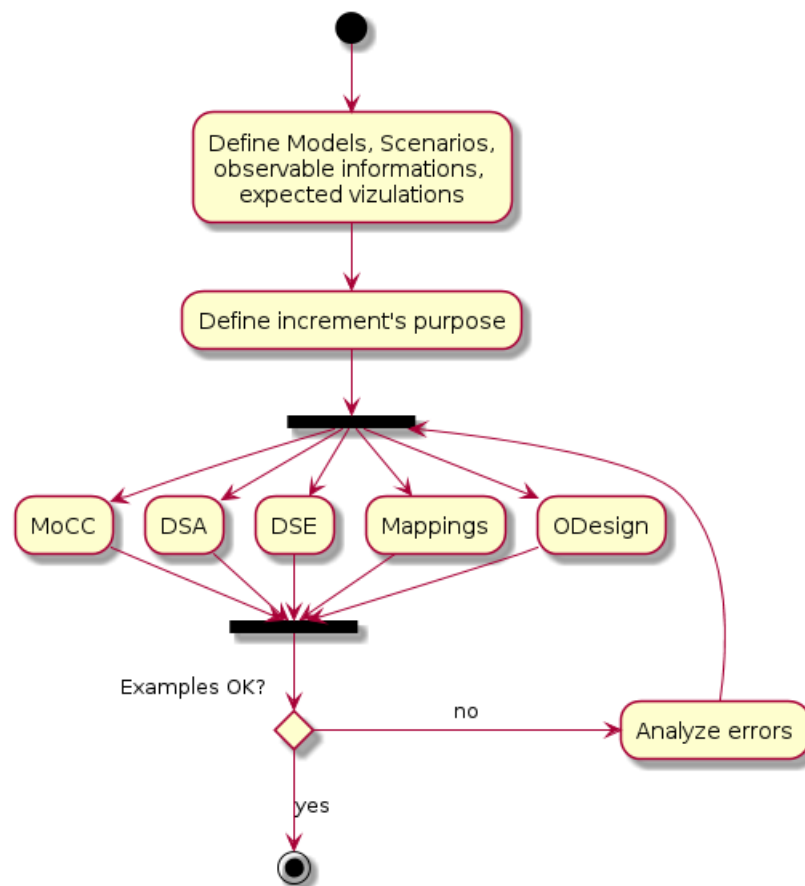 Define Models, Scenarios,
observable informations,
expected vizulations
Define increment's purpose
MoCC
DSA
DSE
Mappings
ODesign
Examples OK?
no
Analyze errors
yes